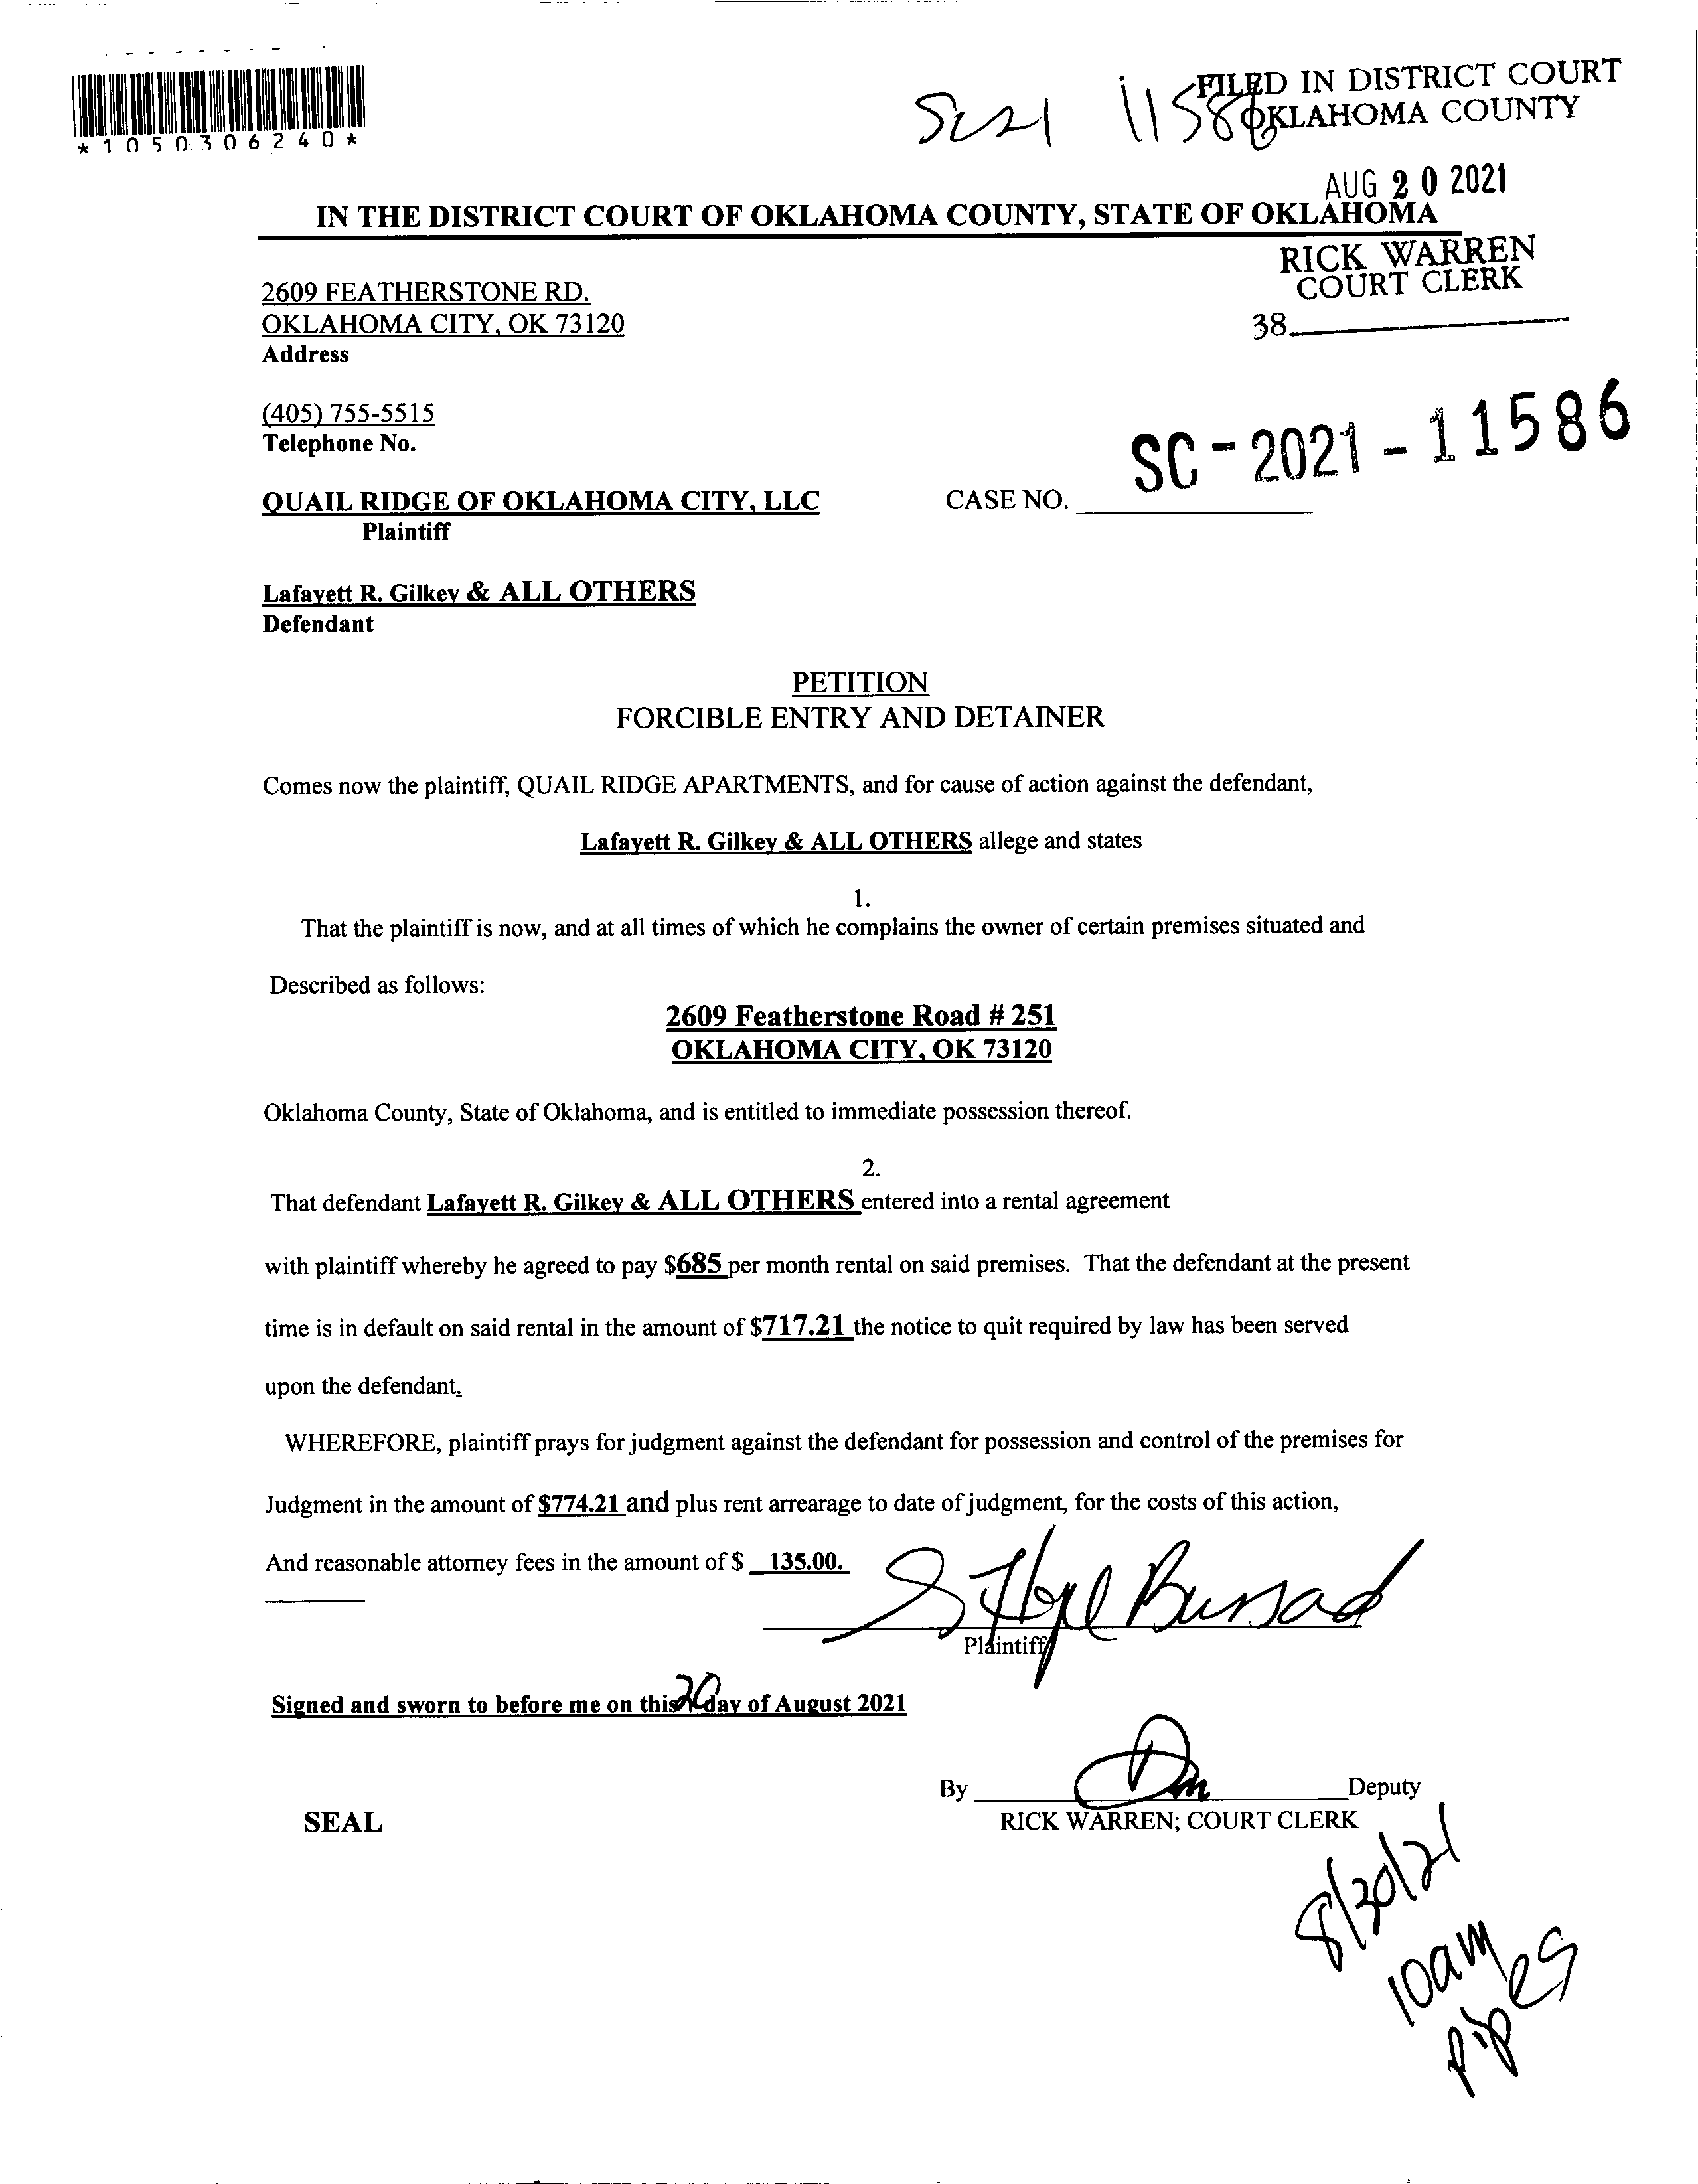 *1050306240*
SC21 11586
FILED IN DISTRICT COURT
OKLAHOMA COUNTY
AUG 20 2021
IN THE DISTRICT COURT OF OKLAHOMA COUNTY, STATE OF OKLAHOMA
RICK WARREN
COURT CLERK
38
2609 FEATHERSTONE RD.
OKLAHOMA CITY, OK 73120
Address
(405) 755-5515
Telephone No.
SC-2021-11586
QUAIL RIDGE OF OKLAHOMA CITY, LLC CASE NO.
Plaintiff
Lafayett R. Gilkey & ALL OTHERS
Defendant
PETITION
FORCIBLE ENTRY AND DETAINER
Comes now the plaintiff, QUAIL RIDGE APARTMENTS, and for cause of action against the defendant,
Lafayett R. Gilkey & ALL OTHERS allege and states
1.
That the plaintiff is now, and at all times of which he complains the owner of certain premises situated and
Described as follows:
2609 Featherstone Road # 251
OKLAHOMA CITY, OK 73120
Oklahoma County, State of Oklahoma, and is entitled to immediate possession thereof.
2.
That defendant Lafayett R. Gilkey & ALL OTHERS entered into a rental agreement
with plaintiff whereby he agreed to pay $685 per month rental on said premises. That the defendant at the present
time is in default on said rental in the amount of $717.21 the notice to quit required by law has been served
upon the defendant.
WHEREFORE, plaintiff prays for judgment against the defendant for possession and control of the premises for
Judgment in the amount of $774.21 and plus rent arrearage to date of judgment, for the costs of this action,
And reasonable attorney fees in the amount of $ 135.00.
Plaintiff
Signed and sworn to before me on this 20 day of August 2021
By Deputy
SEAL
RICK WARREN; COURT CLERK
8/30/21
10am